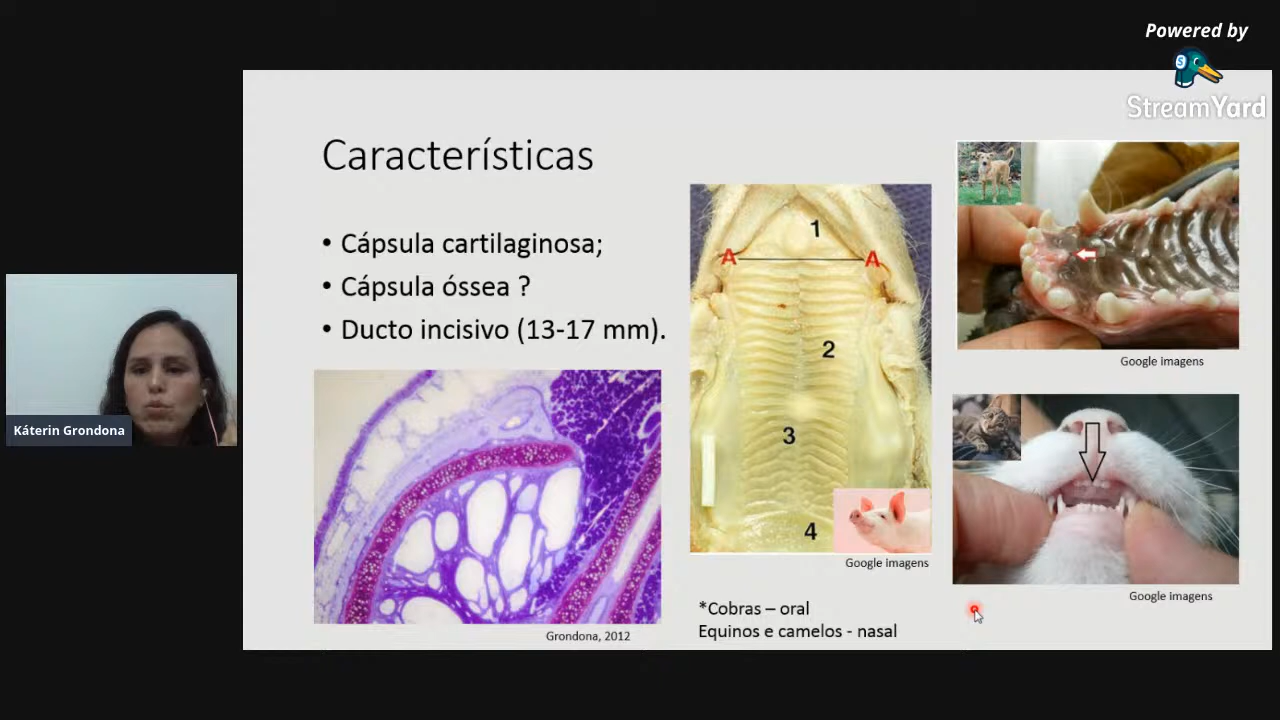 Powered by
StreamYard
Características
• Cápsula cartilaginosa;
• Cápsula óssea ?
• Ducto incisivo (13-17 mm).
Grondona, 2012
1
A A
2
3
4
Google imagens
*Cobras – oral
Equinos e camelos - nasal
Google imagens
Google imagens
Káterin Grondona